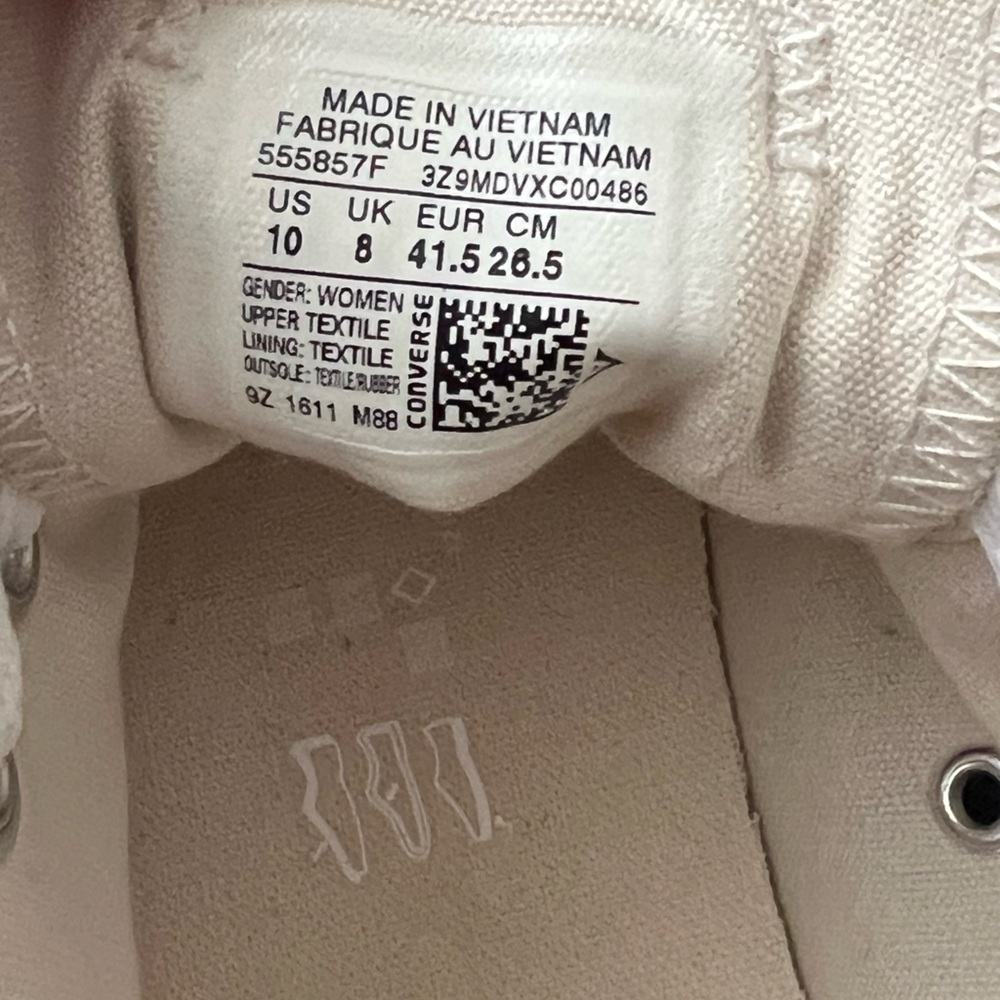 MADE IN VIETNAM
FABRIQUE AU VIETNAM
555857F 3Z9MDVXC00486
US UK EUR CM
10 8 41.5 26.5
GENDER: WOMEN
UPPER TEXTILE
LINING: TEXTILE
OUTSOLE: TEXTILE/RUBBER
9Z 1611 M88
CONVERSE